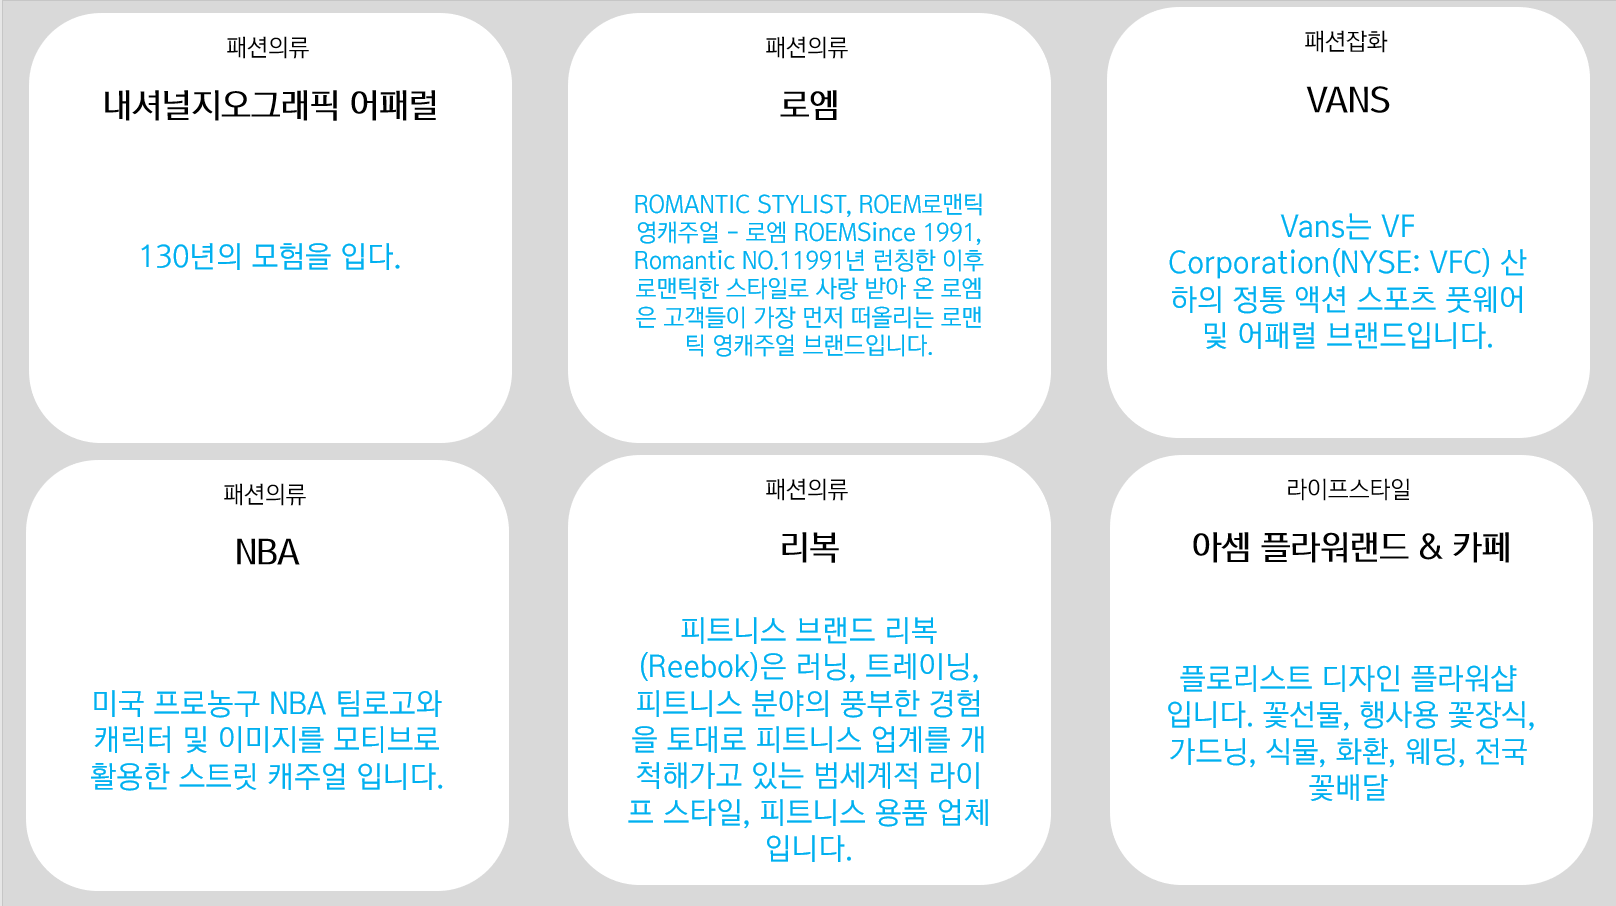 패션의류
내셔널지오그래픽 어패럴
130년의 모험을 입다.
패션의류
로엠
ROMANTIC STYLIST, ROEM로맨틱
영캐주얼 - 로엠 ROEMSince 1991,
Romantic NO.11991년 런칭한 이후
로맨틱한 스타일로 사랑 받아 온 로엠
은 고객들이 가장 먼저 떠올리는 로맨
틱 영캐주얼 브랜드입니다.
패션잡화
VANS
Vans는 VF
Corporation(NYSE: VFC) 산
하의 정통 액션 스포츠 풋웨어
및 어패럴 브랜드입니다.
패션의류
NBA
미국 프로농구 NBA 팀로고와
캐릭터 및 이미지를 모티브로
활용한 스트릿 캐주얼 입니다.
패션의류
리복
피트니스 브랜드 리복
(Reebok)은 러닝, 트레이닝,
피트니스 분야의 풍부한 경험
을 토대로 피트니스 업계를 개
척해가고 있는 범세계적 라이
프 스타일, 피트니스 용품 업체
입니다.
라이프스타일
아셈 플라워랜드 & 카페
플로리스트 디자인 플라워샵
입니다. 꽃선물, 행사용 꽃장식,
가드닝, 식물, 화환, 웨딩, 전국
꽃배달